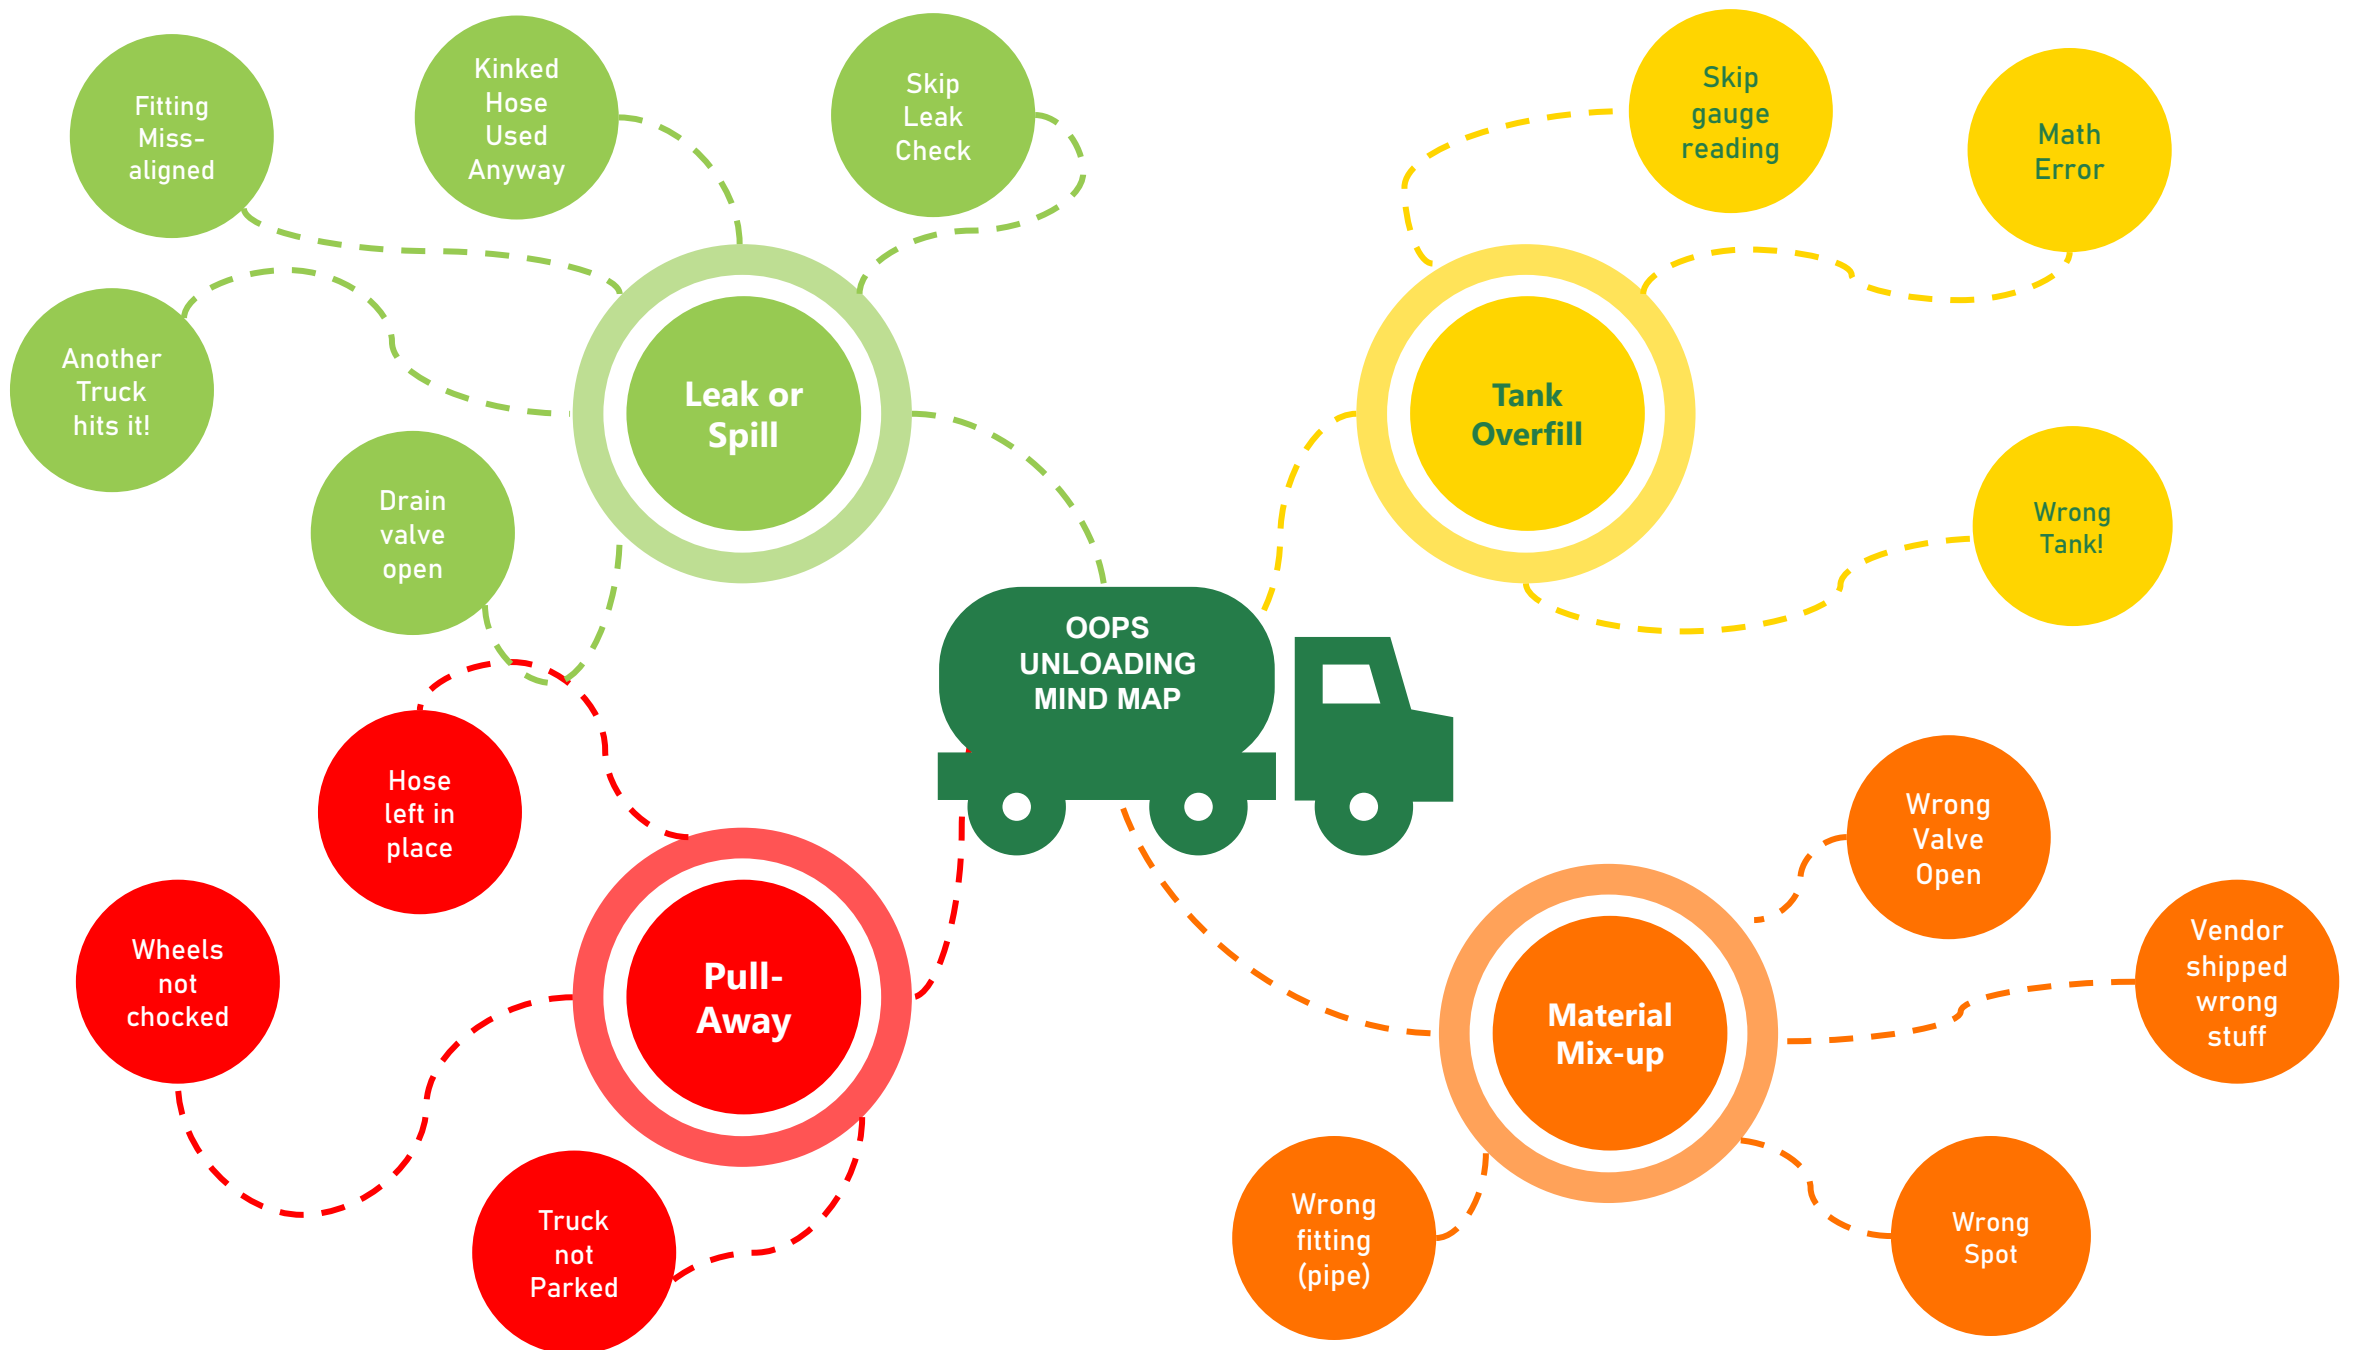 Fitting
Miss-
aligned
Kinked
Hose
Used
Anyway
Skip
Leak
Check
Another
Truck
hits it!
Drain
valve
open
Leak or
Spill
Skip
gauge
reading
Math
Error
Tank
Overfill
Wrong
Tank!
OOPS
UNLOADING
MIND MAP
Hose
left in
place
Wheels
not
chocked
Pull-
Away
Truck
not
Parked
Wrong
Valve
Open
Vendor
shipped
wrong
stuff
Material
Mix-up
Wrong
fitting
(pipe)
Wrong
Spot